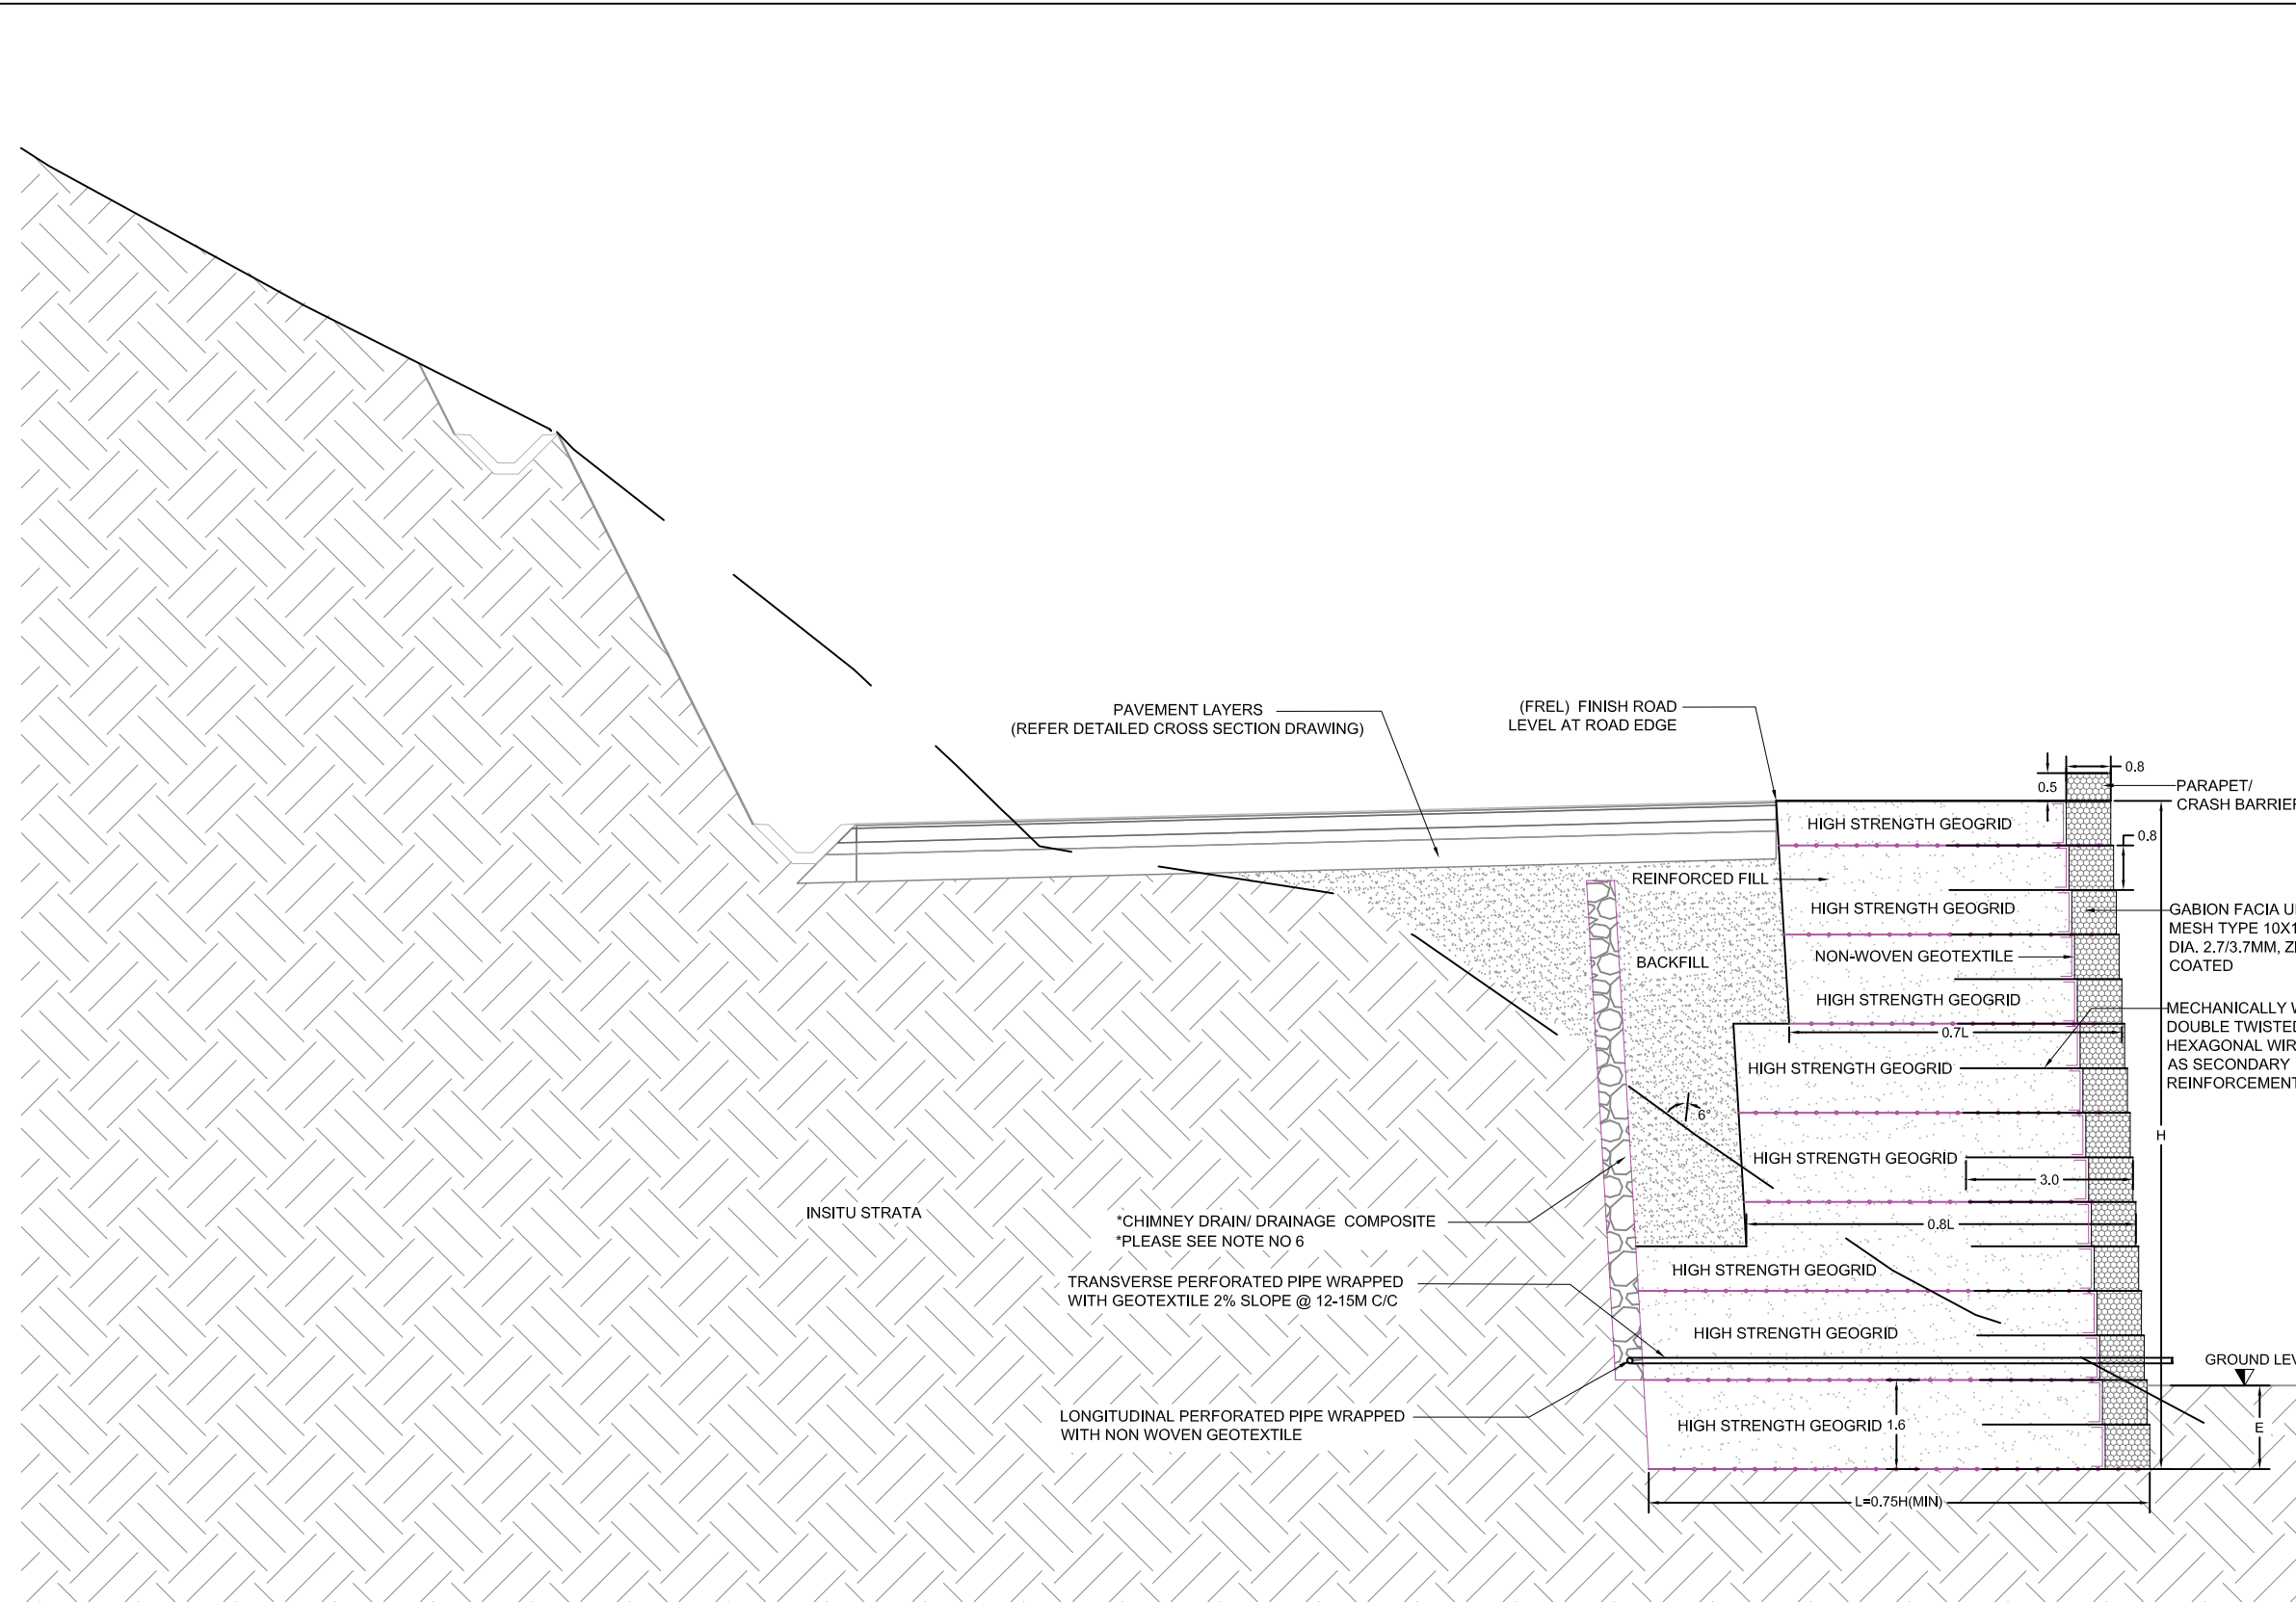 PAVEMENT LAYERS
(REFER DETAILED CROSS SECTION DRAWING)
(FREL) FINISH ROAD
LEVEL AT ROAD EDGE
0.8
0.5
PARAPET/
CRASH BARRIER
HIGH STRENGTH GEOGRID
0.8
REINFORCED FILL
HIGH STRENGTH GEOGRID
GABION FACIA
MESH TYPE
DIA. 2.7/3.7MM,
COATED
NON-WOVEN GEOTEXTILE
BACKFILL
HIGH STRENGTH GEOGRID
MECHANICALLY
DOUBLE TWISTED
HEXAGONAL
AS SECONDARY
REINFORCEMENT
0.7L
HIGH STRENGTH GEOGRID
6°
H
HIGH STRENGTH GEOGRID
3.0
INSITU STRATA
*CHIMNEY DRAIN/ DRAINAGE COMPOSITE
*PLEASE SEE NOTE NO 6
0.8L
HIGH STRENGTH GEOGRID
TRANSVERSE PERFORATED PIPE WRAPPED
WITH GEOTEXTILE 2% SLOPE @ 12-15M C/C
HIGH STRENGTH GEOGRID
GROUND
LONGITUDINAL PERFORATED PIPE WRAPPED
WITH NON WOVEN GEOTEXTILE
HIGH STRENGTH GEOGRID 1.6
E
L=0.75H(MIN)